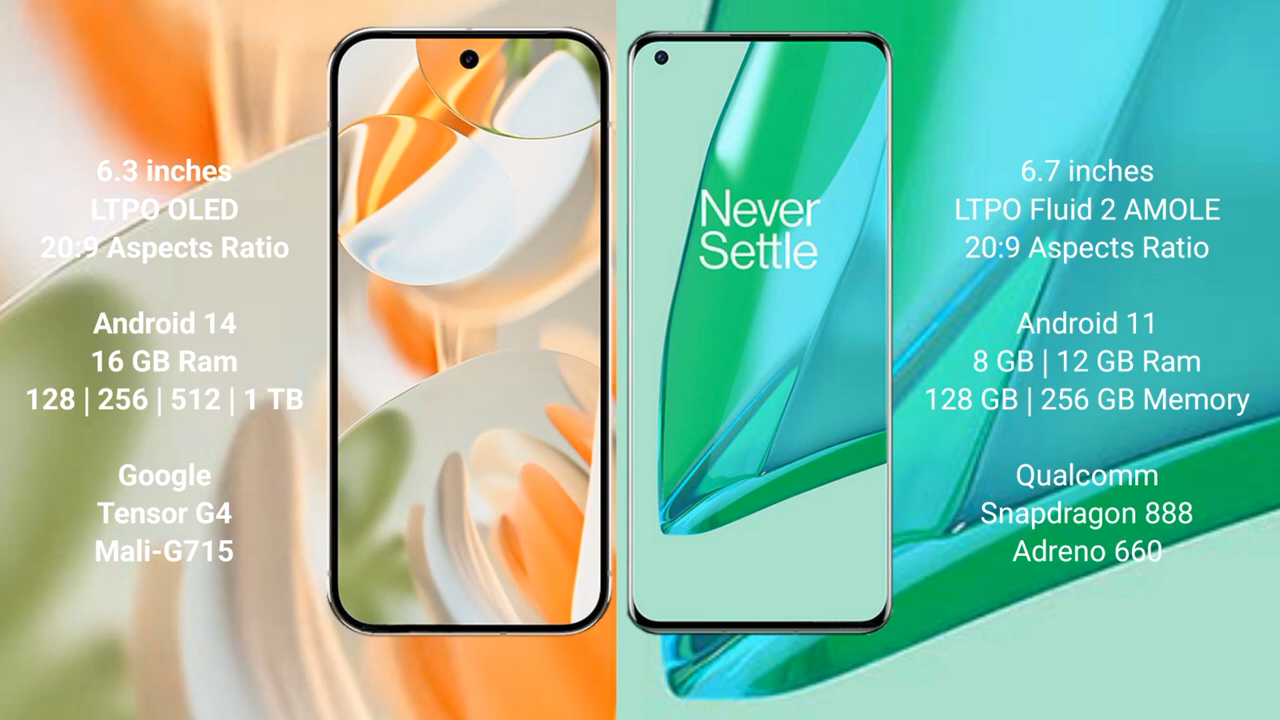 6.3 inches
LTPO OLED
20:9 Aspects Ratio
Android 14
16 GB Ram
128 | 256 | 512 | 1 TB
Google
Tensor G4
Mali-G715
Never
Settle
6.7 inches
LTPO Fluid 2 AMOLE
20:9 Aspects Ratio
Android 11
8 GB | 12 GB Ram
128 GB | 256 GB Memory
Qualcomm
Snapdragon 888
Adreno 660